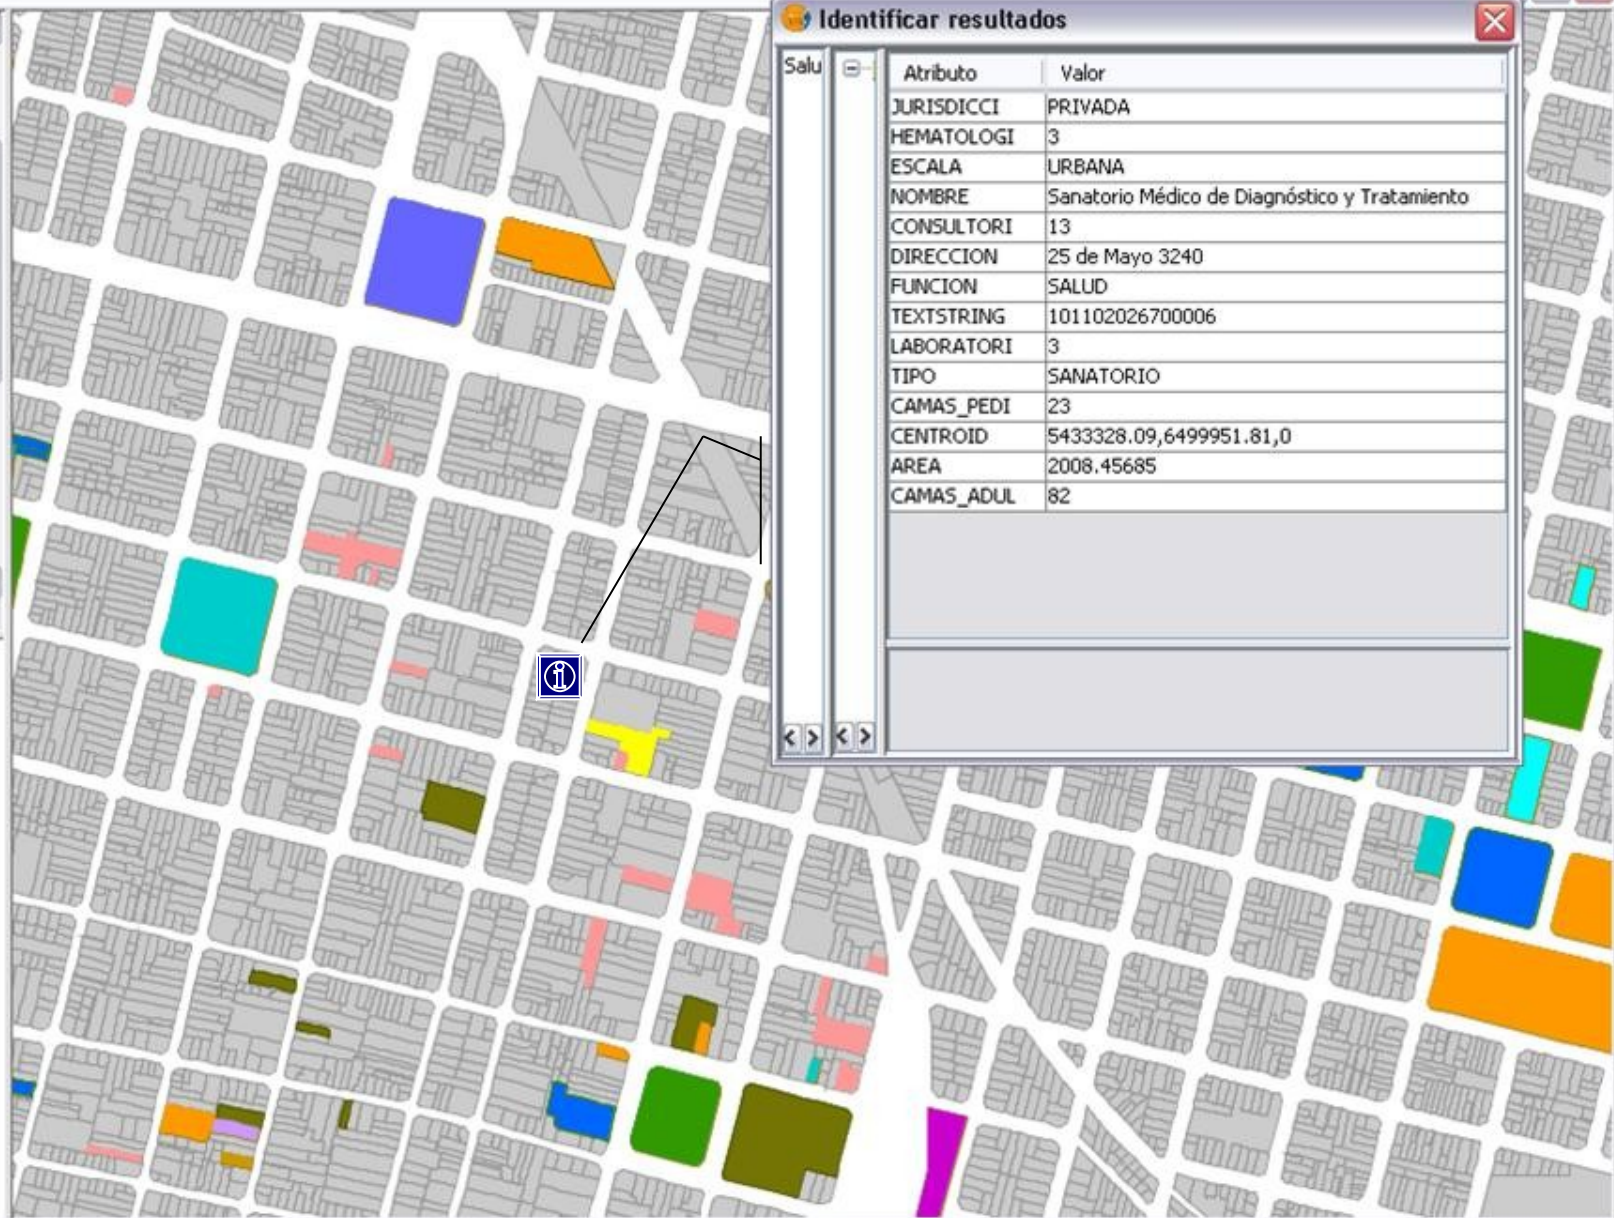 Identificar resultados
Salu
Atributo Valor
JURISDICCI PRIVADA
HEMATOLOGI 3
ESCALA URBANA
NOMBRE Sanatorio Médico de Diagnóstico y Tratamiento
CONSULTORI 13
DIRECCION 25 de Mayo 3240
FUNCION SALUD
TEXTSTRING 101102026700006
LABORATORI 3
TIPO SANATORIO
CAMAS_PEDI 23
CENTROID 5433328.09,6499951.81,0
AREA 2008.45685
CAMAS_ADUL 82